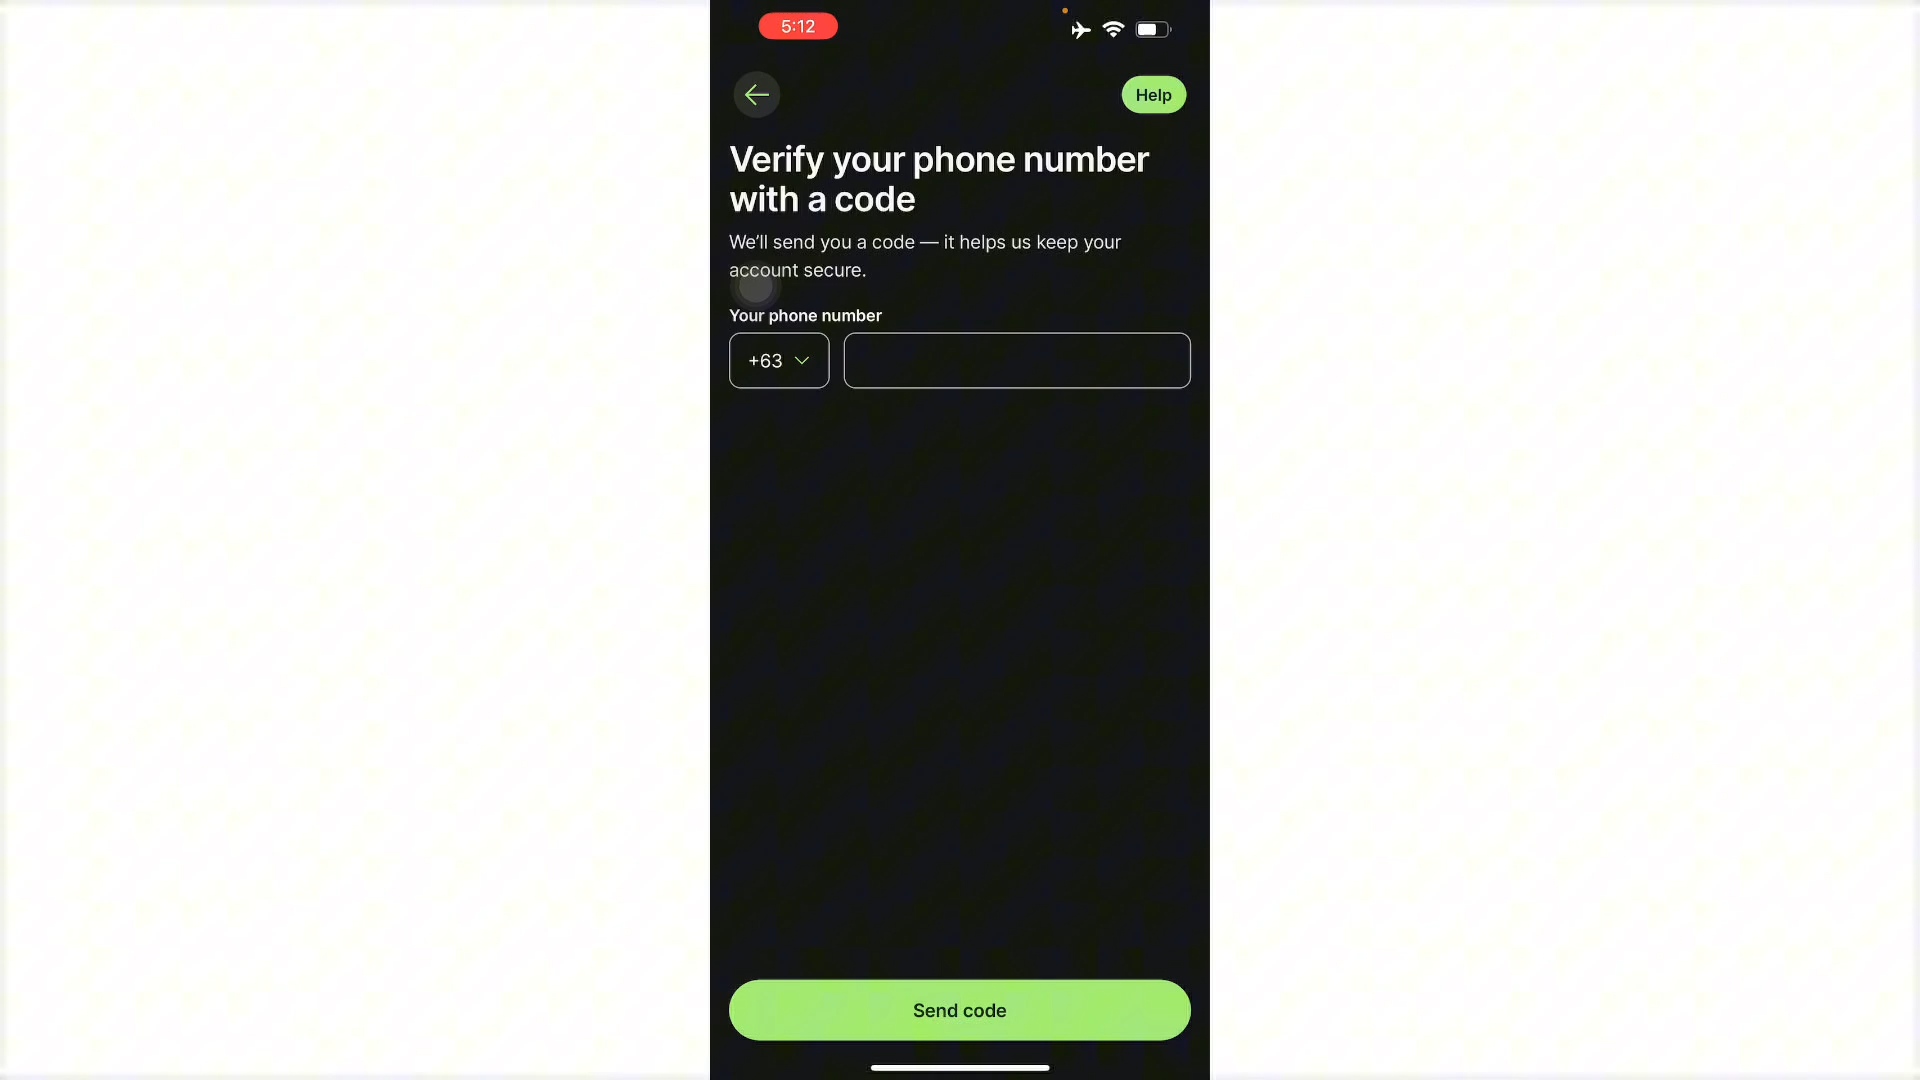 5:12
Help
Verify your phone number
with a code
We'll send you a code — it helps us keep your
account secure.
Your phone number
+63
Send code